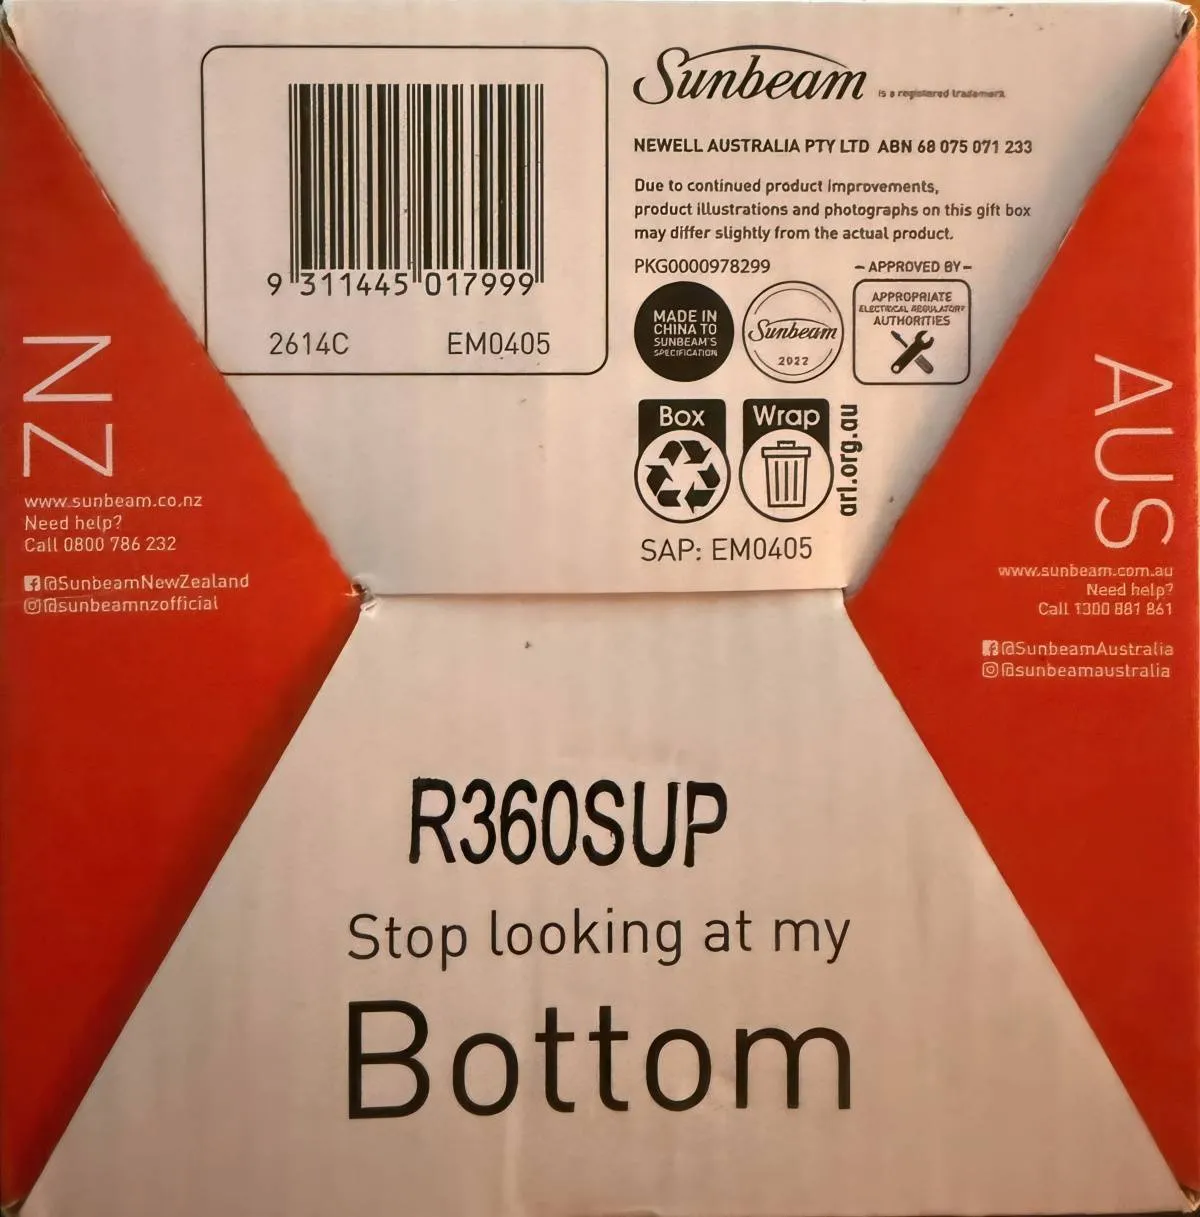 Sunbeam is a registered trademark
NEWELL AUSTRALIA PTY LTD ABN 68 075 071 233
Due to continued product improvements,
product illustrations and photographs on this gift box
may differ slightly from the actual product.
9 311445 017999
2614C EM0405
PKG0000978299
– APPROVED BY –
MADE IN
CHINA TO
SUNBEAM'S
SPECIFICATION
Sunbeam
2022
APPROPRIATE
ELECTRICAL REGULATORY
AUTHORITIES
Box
Wrap
arl.org.au
SAP: EM0405
NZ
www.sunbeam.co.nz
Need help?
Call 0800 786 232
@SunbeamNewZealand
@sunbeamnzofficial
AUS
www.sunbeam.com.au
Need help?
Call 1300 881 861
@SunbeamAustralia
@sunbeamaustralia
R360SUP
Stop looking at my
Bottom